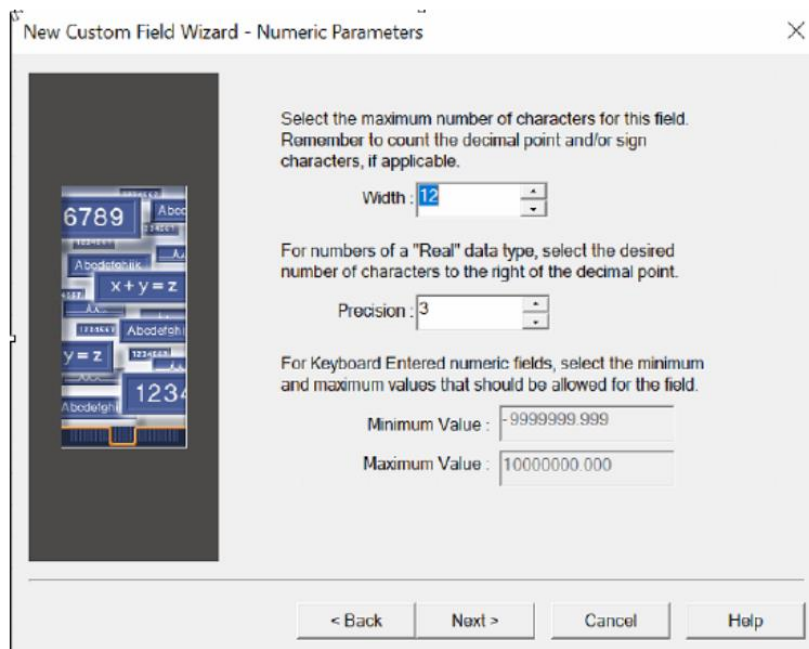 New Custom Field Wizard - Numeric Parameters
Select the maximum number of characters for this field.
Remember to count the decimal point and/or sign
characters, if applicable.
Width : 12
For numbers of a "Real" data type, select the desired
number of characters to the right of the decimal point.
Precision : 3
For Keyboard Entered numeric fields, select the minimum
and maximum values that should be allowed for the field.
Minimum Value : -9999999.999
Maximum Value : 10000000.000
6789
Abcc
Abcdefghijk
x+y=z
1234567
Abcdefghi
y=z
1234567
1234
Abcdefghi
< Back
Next >
Cancel
Help